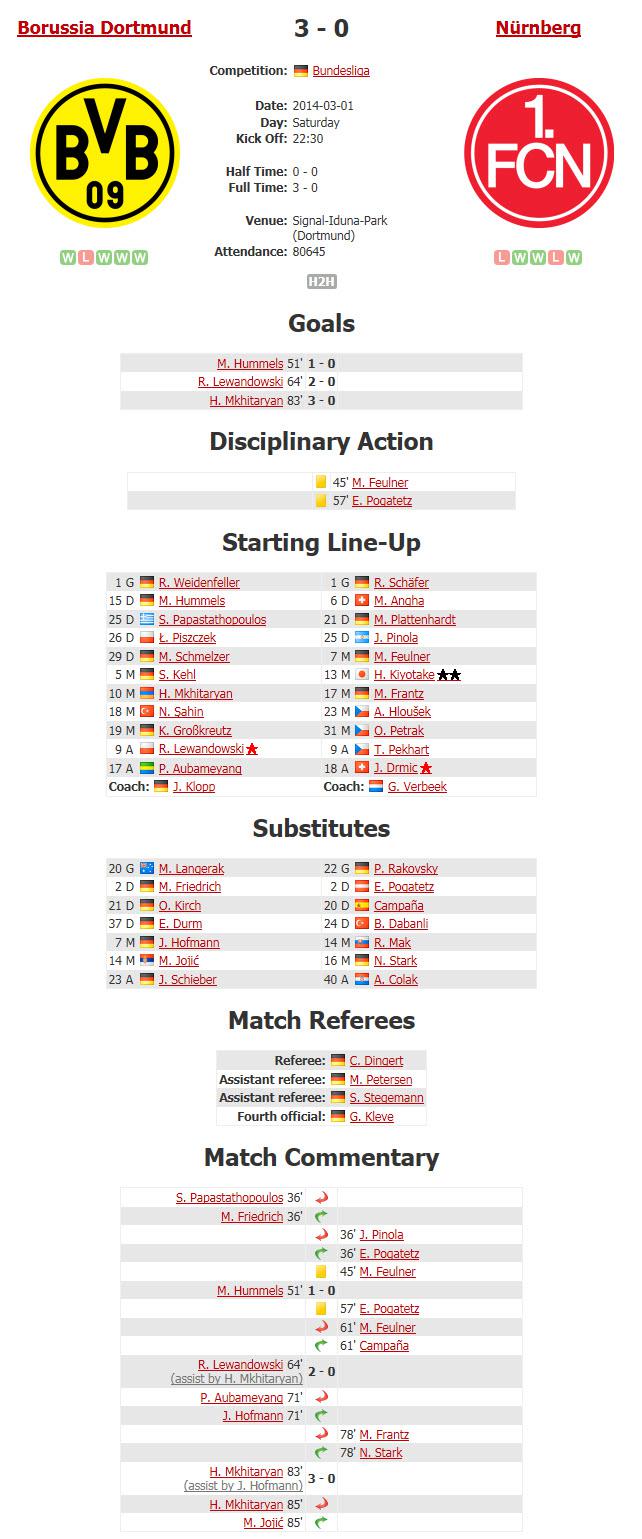 Borussia Dortmund 3 - 0 Nürnberg
Competition: Bundesliga
Date: 2014-03-01
Day: Saturday
Kick Off: 22:30
Half Time: 0 - 0
Full Time: 3 - 0
Venue: Signal-Iduna-Park
(Dortmund)
Attendance: 80645
BVB
09
1.
FCN
W L W W W
L W W L W
H2H
Goals
M. Hummels 51' 1 - 0
R. Lewandowski 64' 2 - 0
H. Mkhitaryan 83' 3 - 0
Disciplinary Action
45' M. Feulner
57' E. Pogatetz
Starting Line-Up
1 G R. Weidenfeller 1 G R. Schäfer
15 D M. Hummels 6 D M. Angha
25 D S. Papastathopoulos 21 D M. Plattenhardt
26 D Ł. Piszczek 25 D J. Pinola
29 D M. Schmelzer 7 M M. Feulner
5 M S. Kehl 13 M H. Kiyotake
10 M H. Mkhitaryan 17 M M. Frantz
18 M N. Şahin 23 M A. Hloušek
19 M K. Großkreutz 31 M O. Petrak
9 A R. Lewandowski 9 A T. Pekhart
17 A P. Aubameyang 18 A J. Drmic
Coach: J. Klopp Coach: G. Verbeek
Substitutes
20 G M. Langerak 22 G P. Rakovsky
2 D M. Friedrich 2 D E. Pogatetz
21 D O. Kirch 20 D Campaña
37 D E. Durm 24 D B. Dabanli
7 M J. Hofmann 14 M R. Mak
14 M M. Jojić 16 M N. Stark
23 A J. Schieber 40 A A. Colak
Match Referees
Referee: C. Dingert
Assistant referee: M. Petersen
Assistant referee: S. Stegemann
Fourth official: G. Kleve
Match Commentary
S. Papastathopoulos 36'
M. Friedrich 36'
36' J. Pinola
36' E. Pogatetz
45' M. Feulner
M. Hummels 51' 1 - 0
57' E. Pogatetz
61' M. Feulner
61' Campaña
R. Lewandowski 64' 2 - 0
(assist by H. Mkhitaryan)
P. Aubameyang 71'
J. Hofmann 71'
78' M. Frantz
78' N. Stark
H. Mkhitaryan 83' 3 - 0
(assist by J. Hofmann)
H. Mkhitaryan 85'
M. Jojić 85'